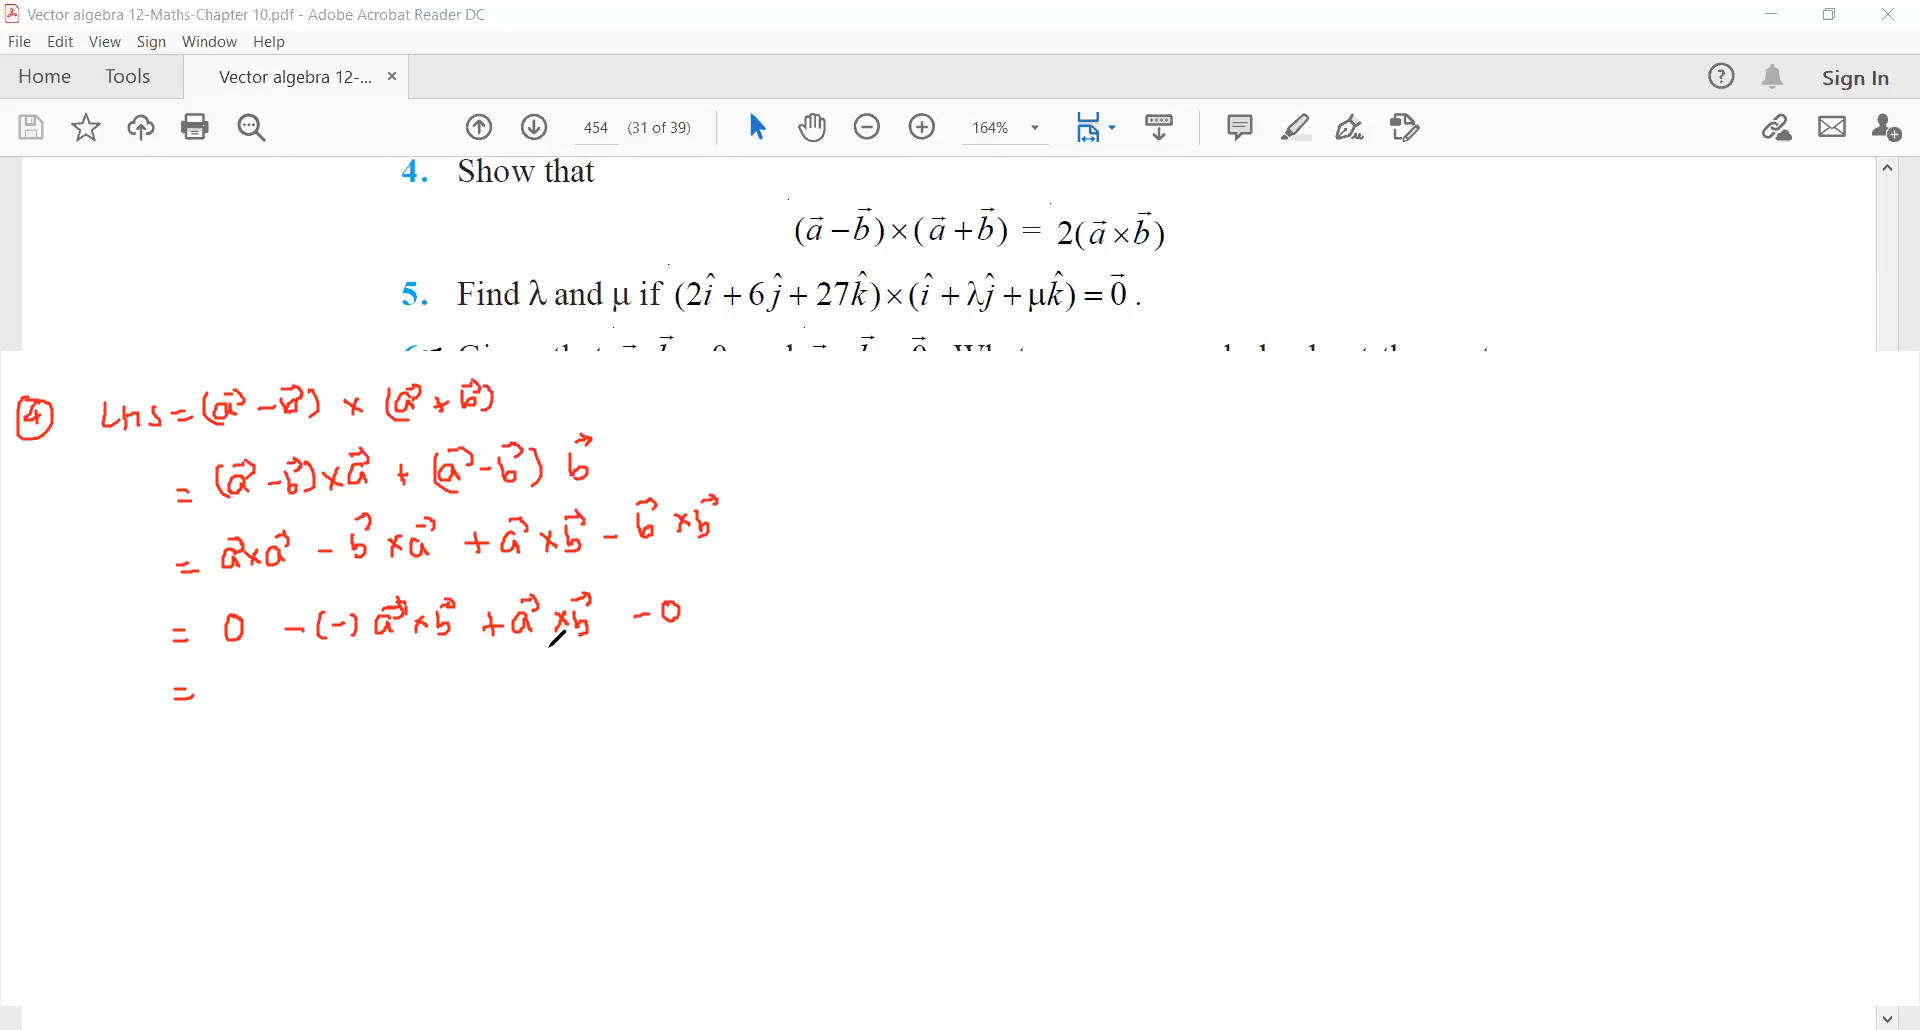 Vector algebra 12-Maths-Chapter 10.pdf - Adobe Acrobat Reader DC
File Edit View Sign Window Help
Home Tools Vector algebra 12-... × ? Sign In
454 (31 of 39) 164%
4. Show that
(a⃗ − b⃗) × (a⃗ + b⃗) = 2(a⃗ × b⃗)
5. Find λ and μ if (2î + 6ĵ + 27k̂) × (î + λĵ + μk̂) = 0⃗ .
④ LHS = (a⃗ − b⃗) × (a⃗ + b⃗)
= (a⃗ − b⃗) × a⃗ + (a⃗ − b⃗) b⃗
= a⃗ × a⃗ − b⃗ × a⃗ + a⃗ × b⃗ − b⃗ × b⃗
= 0 − (−) a⃗ × b⃗ + a⃗ × b⃗ − 0
=